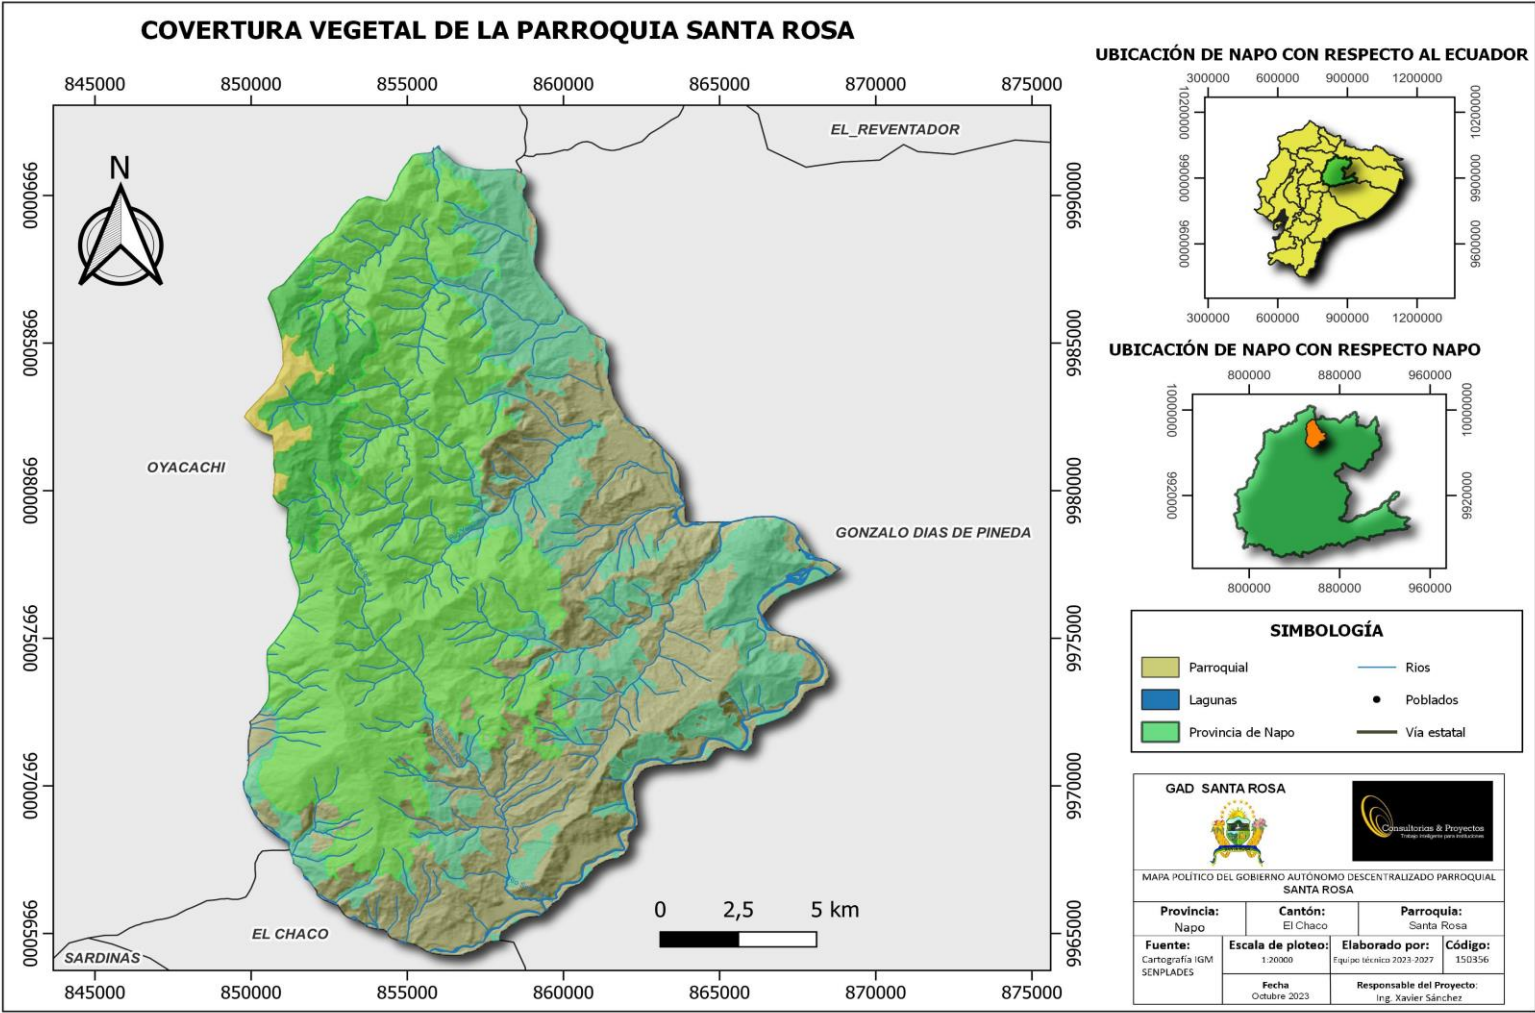 COVERTURA VEGETAL DE LA PARROQUIA SANTA ROSA
845000 850000 855000 860000 865000 870000 875000
EL_REVENTADOR
N
9990000
9990000
9985000
9985000
OYACACHI
9980000
9980000
GONZALO DIAS DE PINEDA
9975000
9975000
9970000
9970000
0 2,5 5 km
EL CHACO
9965000
9965000
SARDINAS
845000 850000 855000 860000 865000 870000 875000
UBICACIÓN DE NAPO CON RESPECTO AL ECUADOR
300000 600000 900000 1200000
10200000
10200000
9900000
9900000
9600000
9600000
300000 600000 900000 1200000
UBICACIÓN DE NAPO CON RESPECTO NAPO
800000 880000 960000
10000000
10000000
9920000
9920000
800000 880000 960000
SIMBOLOGÍA
Parroquial
Rios
Lagunas
Poblados
Provincia de Napo
Vía estatal
GAD SANTA ROSA
Consultorias & Proyectos
Trabajo inteligente para instituciones
MAPA POLÍTICO DEL GOBIERNO AUTÓNOMO DESCENTRALIZADO PARROQUIAL
SANTA ROSA
Provincia: Cantón: Parroquia:
Napo El Chaco Santa Rosa
Fuente: Escala de ploteo: Elaborado por: Código:
Cartografía IGM 1:20000 Equipo técnico 2023-2027 150356
SENPLADES
Fecha Responsable del Proyecto:
Octubre 2023 Ing. Xavier Sánchez